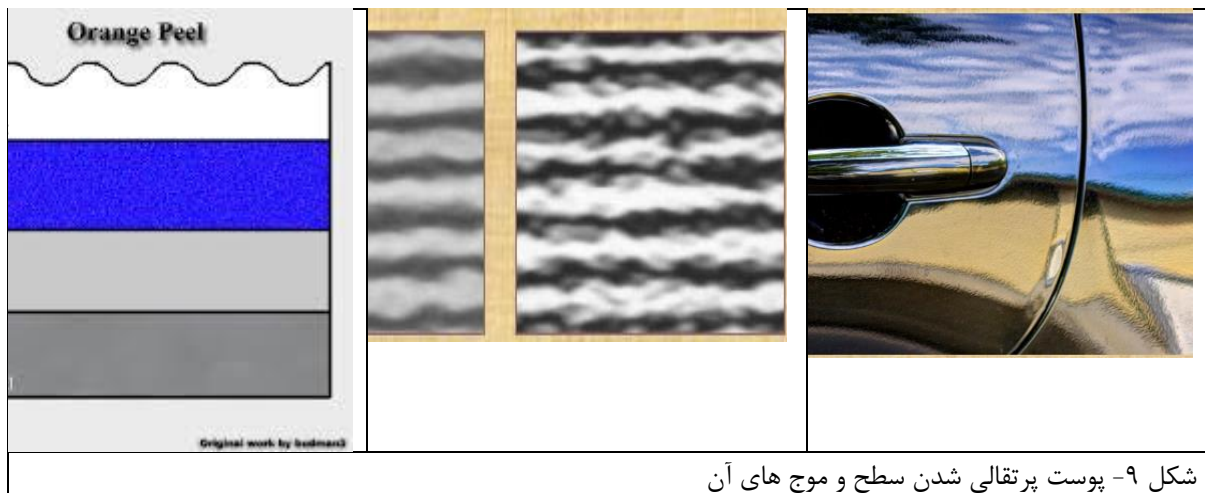 Orange Peel
Original work by budman3
شکل ۹- پوست پرتقالی شدن سطح و موج های آن